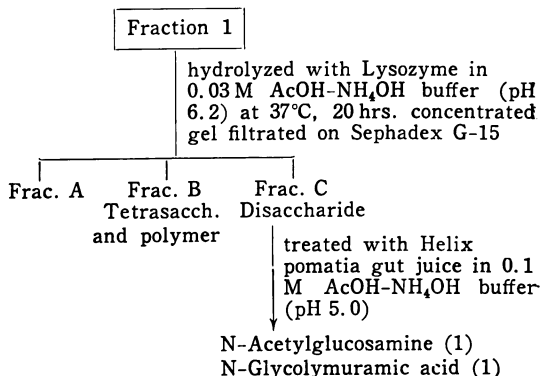 Fraction 1
hydrolyzed with Lysozyme in
0.03 M AcOH-NH₄OH buffer (pH
6.2) at 37°C, 20 hrs. concentrated
gel filtrated on Sephadex G-15
Frac. A Frac. B Frac. C
Tetrasacch. Disaccharide
and polymer
treated with Helix
pomatia gut juice in 0.1
M AcOH-NH₄OH buffer
(pH 5.0)
N-Acetylglucosamine (1)
N-Glycolymuramic acid (1)